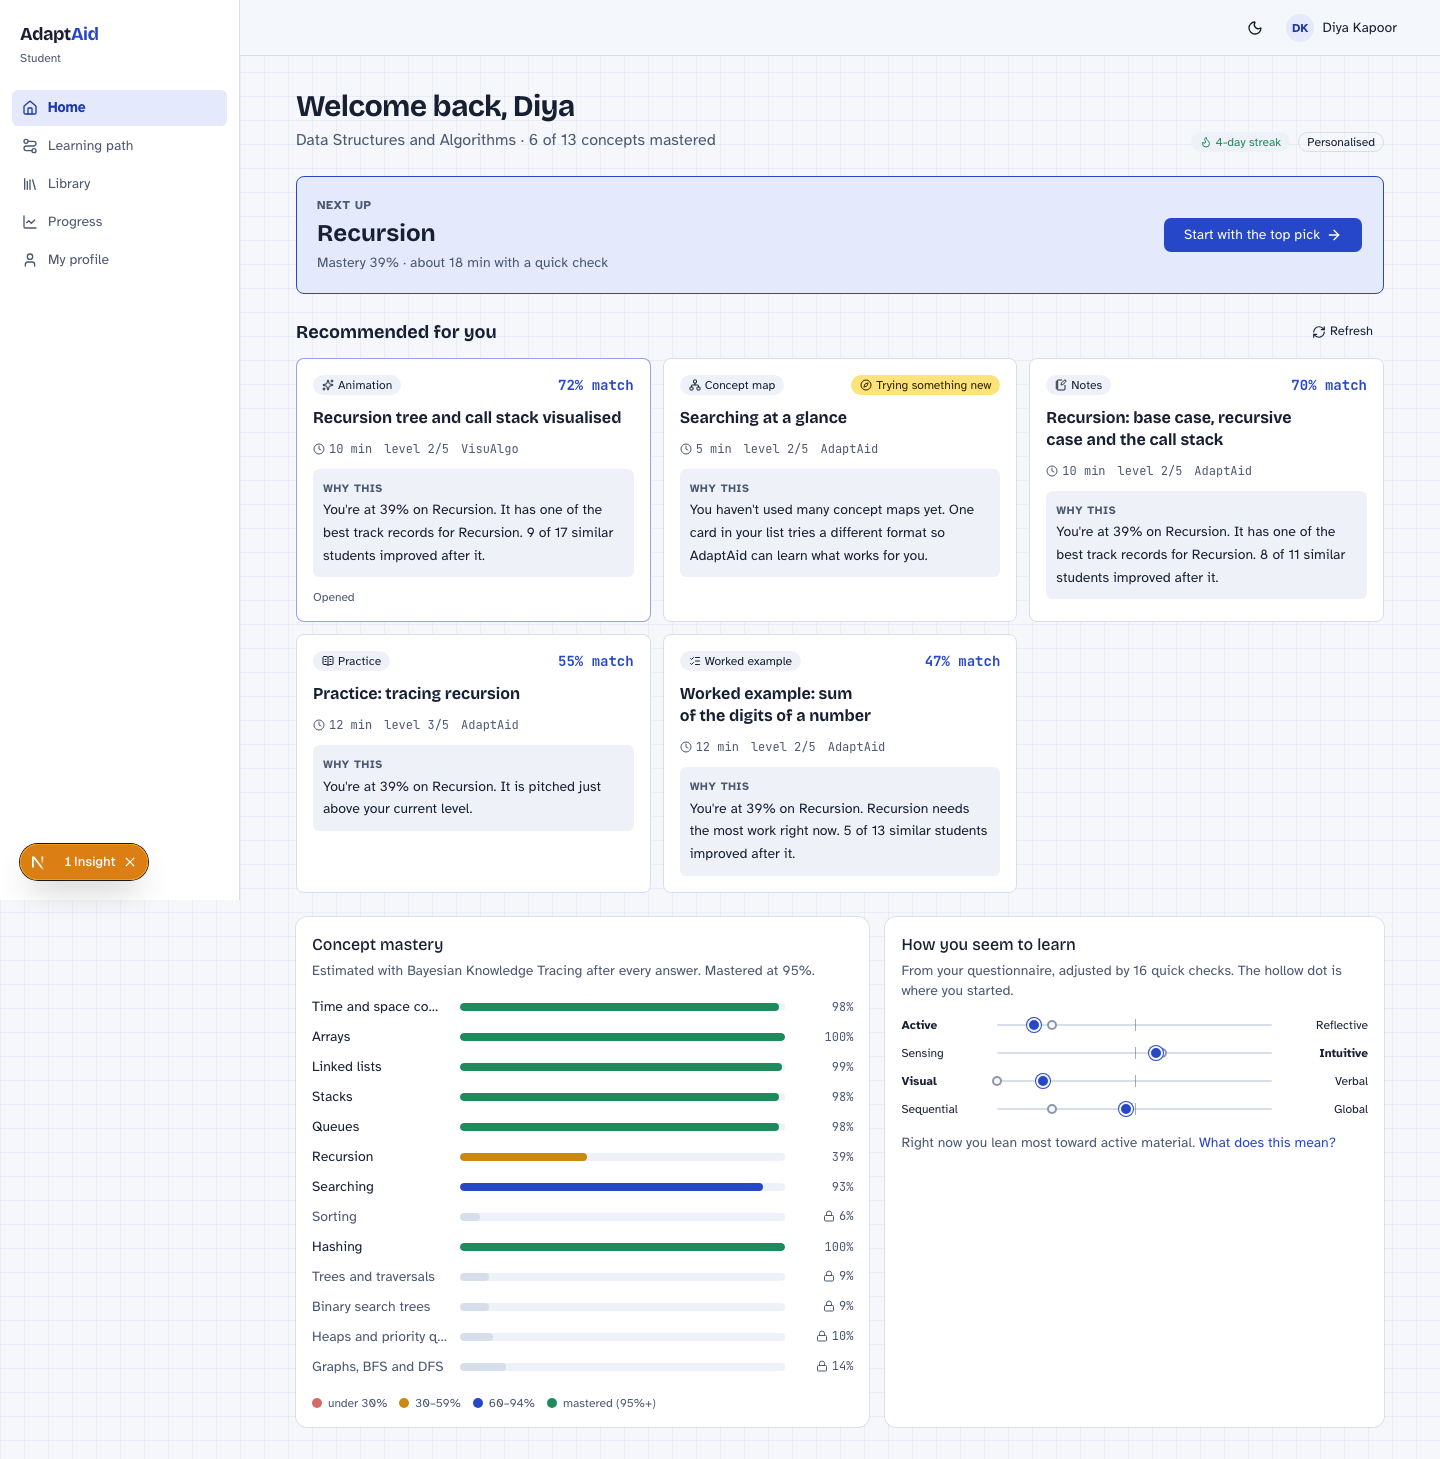 AdaptAid
Student
Home
Learning path
Library
Progress
My profile
1 Insight
DK
Diya Kapoor
Welcome back, Diya
Data Structures and Algorithms · 6 of 13 concepts mastered
4-day streak
Personalised
NEXT UP
Recursion
Mastery 39% · about 18 min with a quick check
Start with the top pick
Recommended for you
Refresh
Animation
72% match
Recursion tree and call stack visualised
10 min level 2/5 VisuAlgo
WHY THIS
You're at 39% on Recursion. It has one of the
best track records for Recursion. 9 of 17 similar
students improved after it.
Opened
Concept map
Trying something new
Searching at a glance
5 min level 2/5 AdaptAid
WHY THIS
You haven't used many concept maps yet. One
card in your list tries a different format so
AdaptAid can learn what works for you.
Notes
70% match
Recursion: base case, recursive
case and the call stack
10 min level 2/5 AdaptAid
WHY THIS
You're at 39% on Recursion. It has one of the
best track records for Recursion. 8 of 11 similar
students improved after it.
Practice
55% match
Practice: tracing recursion
12 min level 3/5 AdaptAid
WHY THIS
You're at 39% on Recursion. It is pitched just
above your current level.
Worked example
47% match
Worked example: sum
of the digits of a number
12 min level 2/5 AdaptAid
WHY THIS
You're at 39% on Recursion. Recursion needs
the most work right now. 5 of 13 similar students
improved after it.
Concept mastery
Estimated with Bayesian Knowledge Tracing after every answer. Mastered at 95%.
Time and space co... 98%
Arrays 100%
Linked lists 99%
Stacks 98%
Queues 98%
Recursion 39%
Searching 93%
Sorting 6%
Hashing 100%
Trees and traversals 9%
Binary search trees 9%
Heaps and priority q... 10%
Graphs, BFS and DFS 14%
under 30% 30–59% 60–94% mastered (95%+)
How you seem to learn
From your questionnaire, adjusted by 16 quick checks. The hollow dot is
where you started.
Active Reflective
Sensing Intuitive
Visual Verbal
Sequential Global
Right now you lean most toward active material. What does this mean?